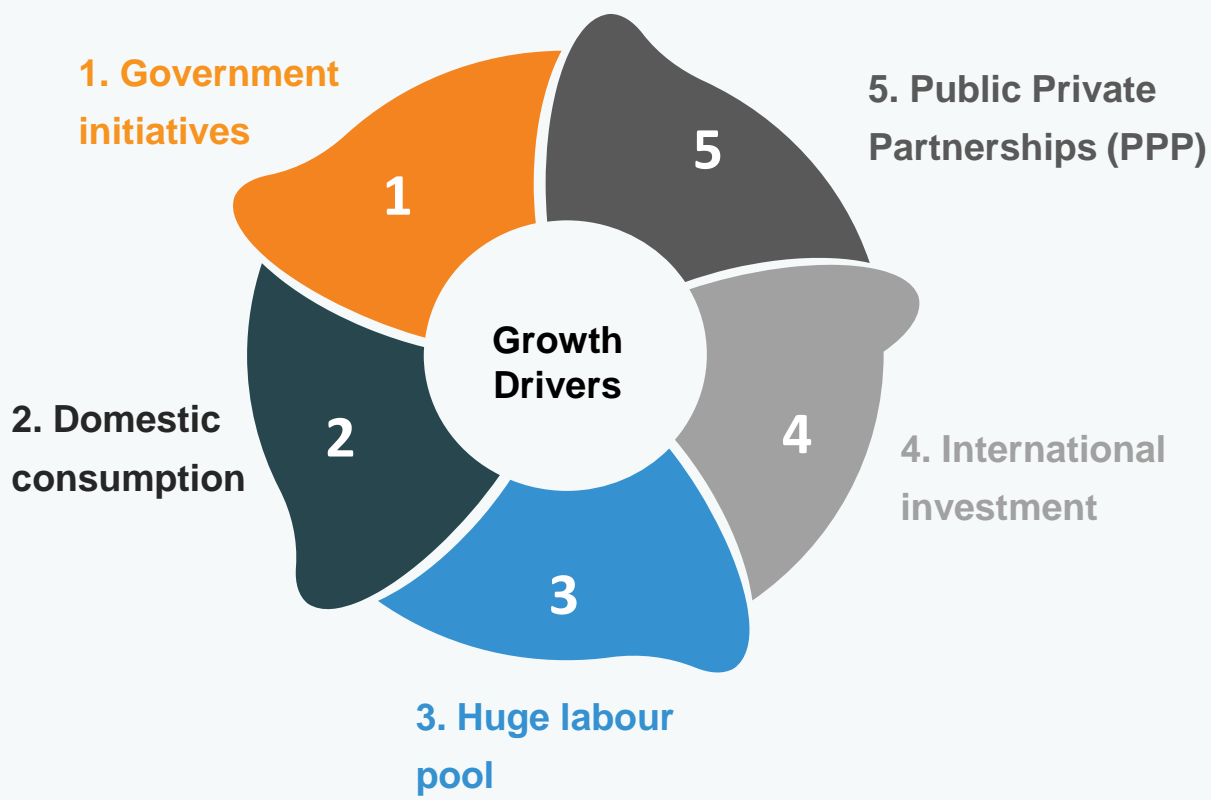 1. Government
initiatives
5. Public Private
Partnerships (PPP)
1
5
Growth
Drivers
2. Domestic
consumption
2
4
4. International
investment
3
3. Huge labour
pool